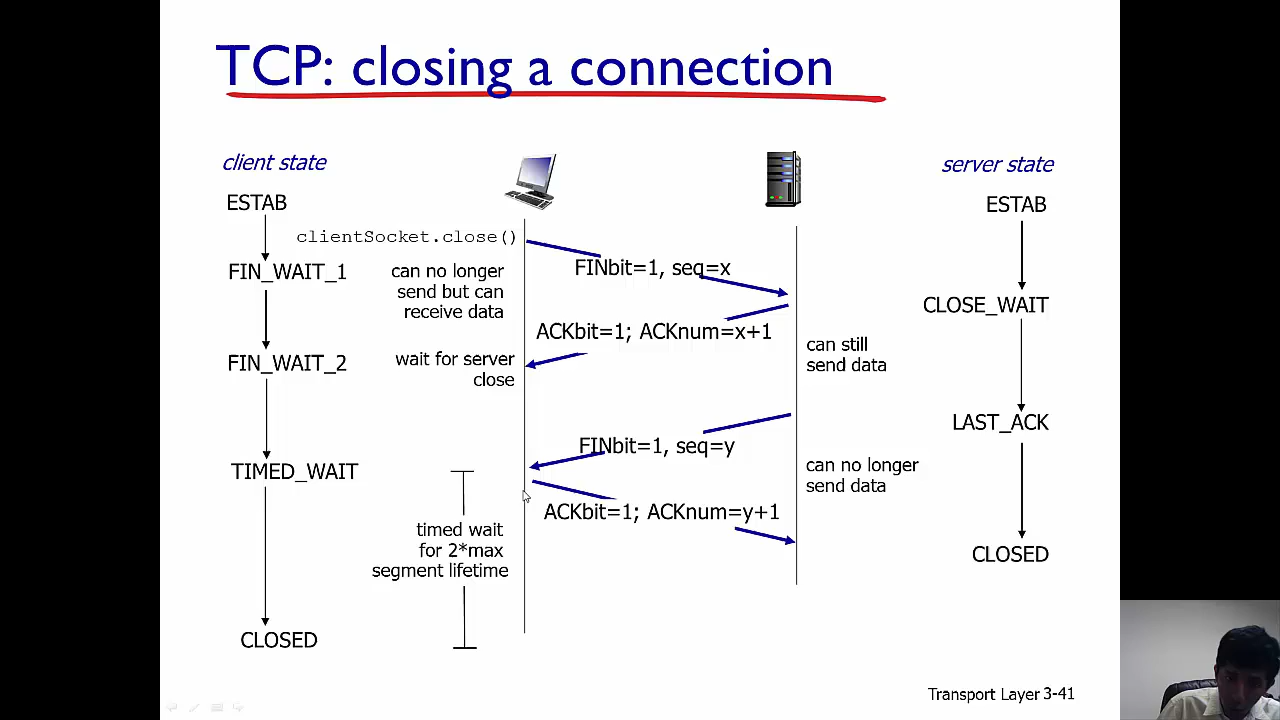 TCP: closing a connection
client state
server state
ESTAB
ESTAB
clientSocket.close()
FINbit=1, seq=x
FIN_WAIT_1
can no longer
send but can
receive data
CLOSE_WAIT
ACKbit=1; ACKnum=x+1
can still
send data
FIN_WAIT_2
wait for server
close
LAST_ACK
FINbit=1, seq=y
can no longer
send data
TIMED_WAIT
ACKbit=1; ACKnum=y+1
timed wait
for 2*max
segment lifetime
CLOSED
CLOSED
Transport Layer 3-41